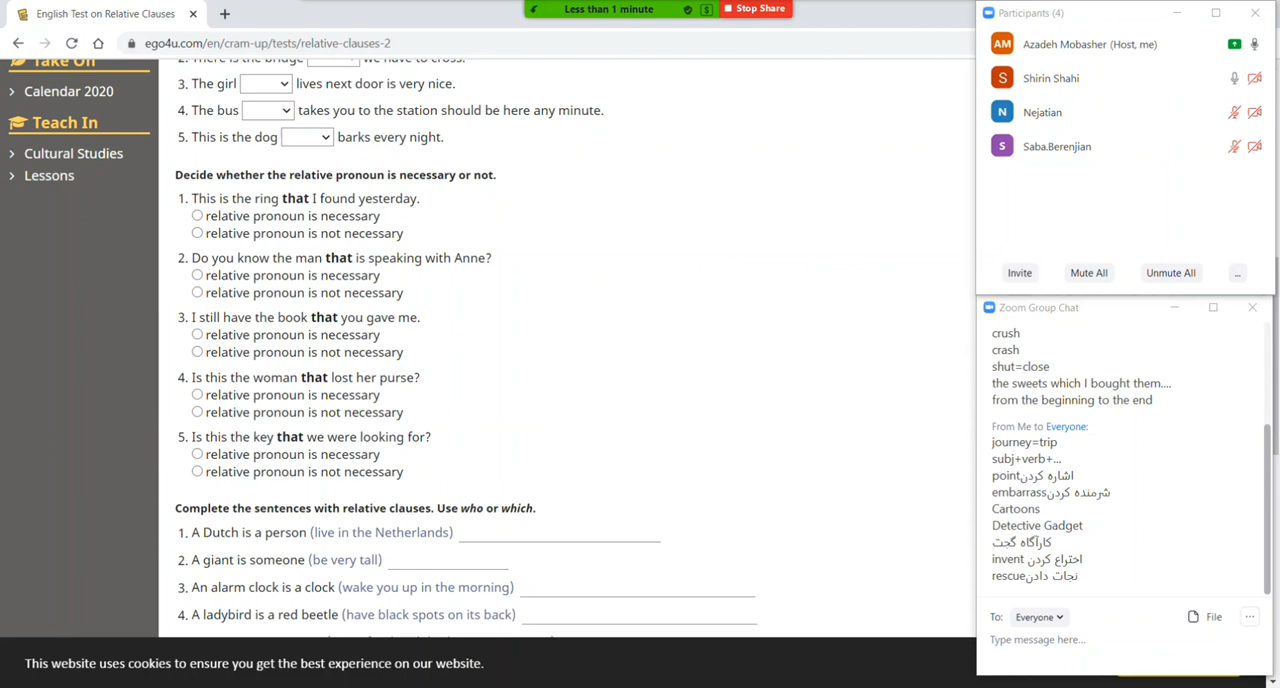 English Test on Relative Clauses
Less than 1 minute
Stop Share
ego4u.com/en/cram-up/tests/relative-clauses-2
Take Off
Calendar 2020
Teach In
Cultural Studies
Lessons
2. There is the bridge we have to cross.
3. The girl lives next door is very nice.
4. The bus takes you to the station should be here any minute.
5. This is the dog barks every night.
Decide whether the relative pronoun is necessary or not.
1. This is the ring that I found yesterday.
relative pronoun is necessary
relative pronoun is not necessary
2. Do you know the man that is speaking with Anne?
relative pronoun is necessary
relative pronoun is not necessary
3. I still have the book that you gave me.
relative pronoun is necessary
relative pronoun is not necessary
4. Is this the woman that lost her purse?
relative pronoun is necessary
relative pronoun is not necessary
5. Is this the key that we were looking for?
relative pronoun is necessary
relative pronoun is not necessary
Complete the sentences with relative clauses. Use who or which.
1. A Dutch is a person (live in the Netherlands)
2. A giant is someone (be very tall)
3. An alarm clock is a clock (wake you up in the morning)
4. A ladybird is a red beetle (have black spots on its back)
This website uses cookies to ensure you get the best experience on our website.
Participants (4)
AM Azadeh Mobasher (Host, me)
S Shirin Shahi
N Nejatian
S Saba.Berenjian
Invite Mute All Unmute All ...
Zoom Group Chat
crush
crash
shut=close
the sweets which I bought them....
from the beginning to the end
From Me to Everyone:
journey=trip
subj+verb+...
pointاشاره کردن
embarrassشرمنده کردن
Cartoons
Detective Gadget
کارآگاه گجت
invent اختراع کردن
rescueنجات دادن
To: Everyone File ...
Type message here...